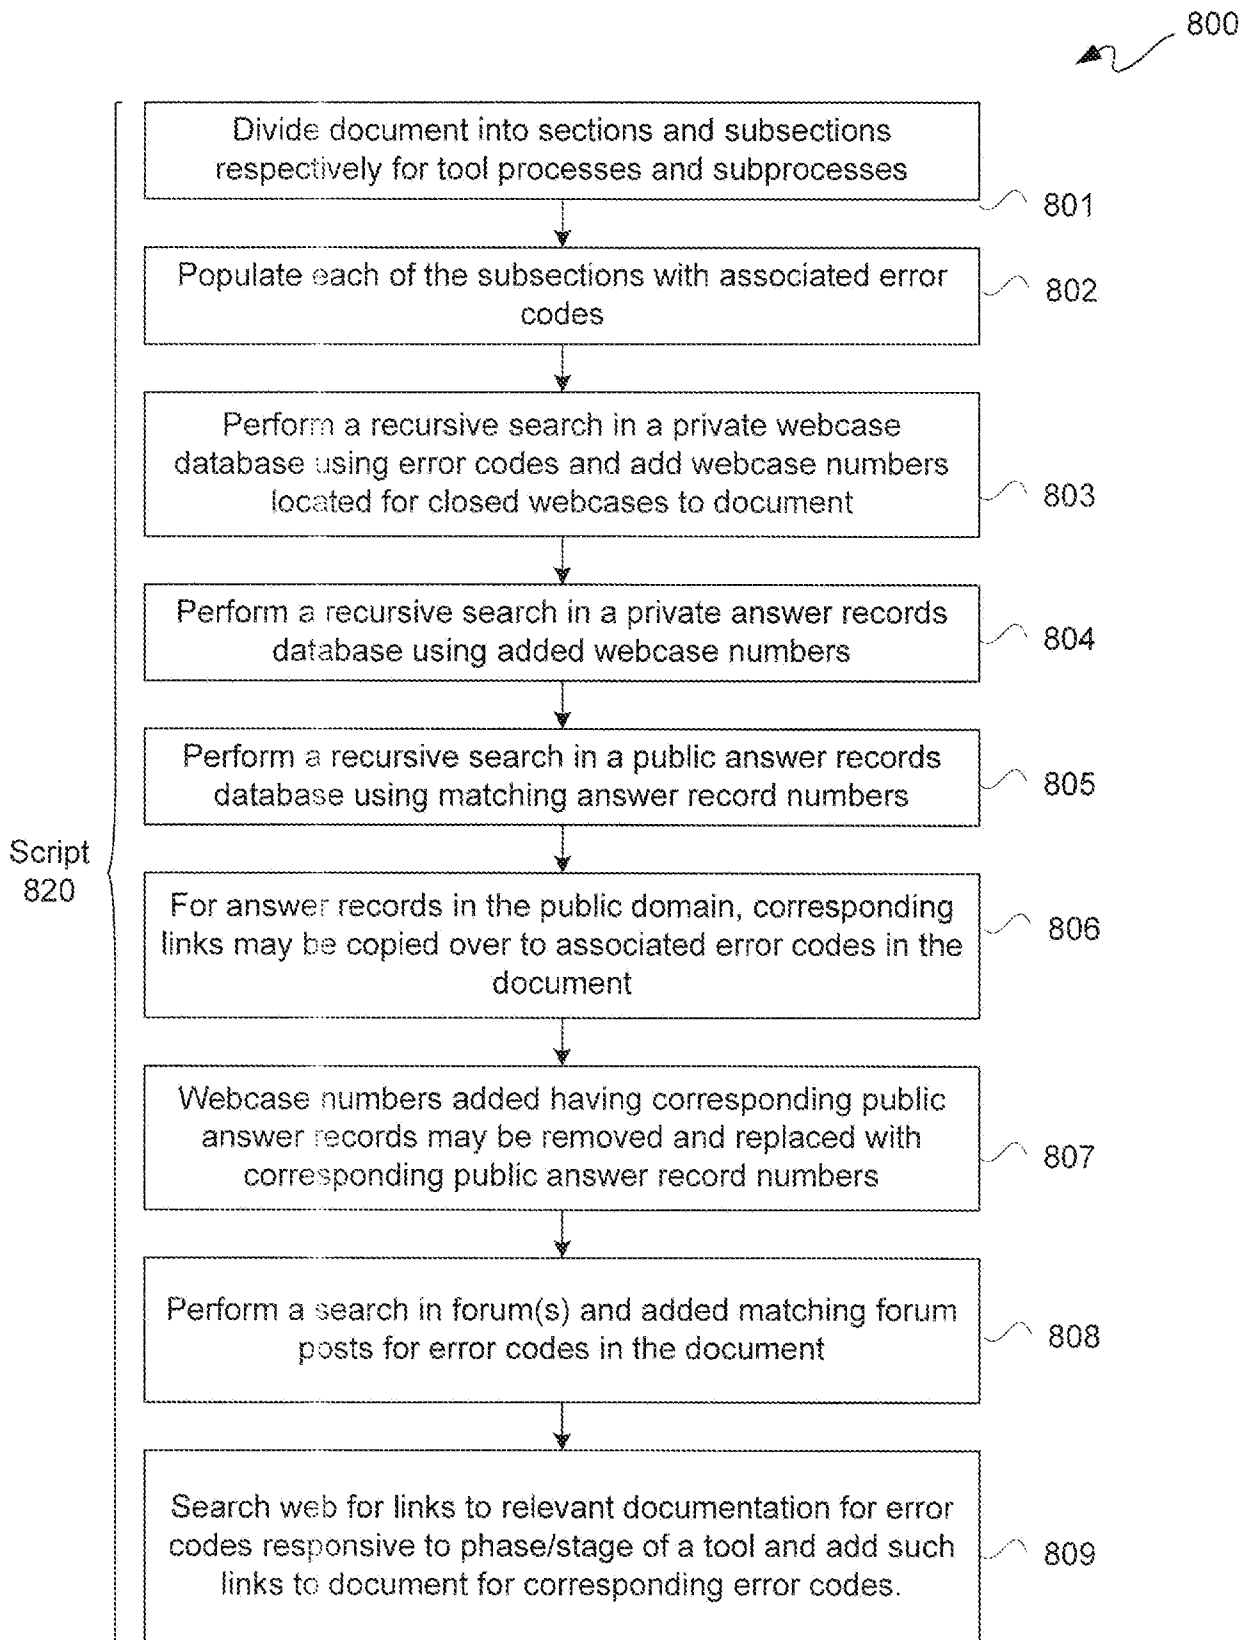 800
Divide document into sections and subsections
respectively for tool processes and subprocesses
801
Populate each of the subsections with associated error
codes
802
Perform a recursive search in a private webcase
database using error codes and add webcase numbers
located for closed webcases to document
803
Perform a recursive search in a private answer records
database using added webcase numbers
804
Perform a recursive search in a public answer records
database using matching answer record numbers
805
Script
820
For answer records in the public domain, corresponding
links may be copied over to associated error codes in the
document
806
Webcase numbers added having corresponding public
answer records may be removed and replaced with
corresponding public answer record numbers
807
Perform a search in forum(s) and added matching forum
posts for error codes in the document
808
Search web for links to relevant documentation for error
codes responsive to phase/stage of a tool and add such
links to document for corresponding error codes.
809